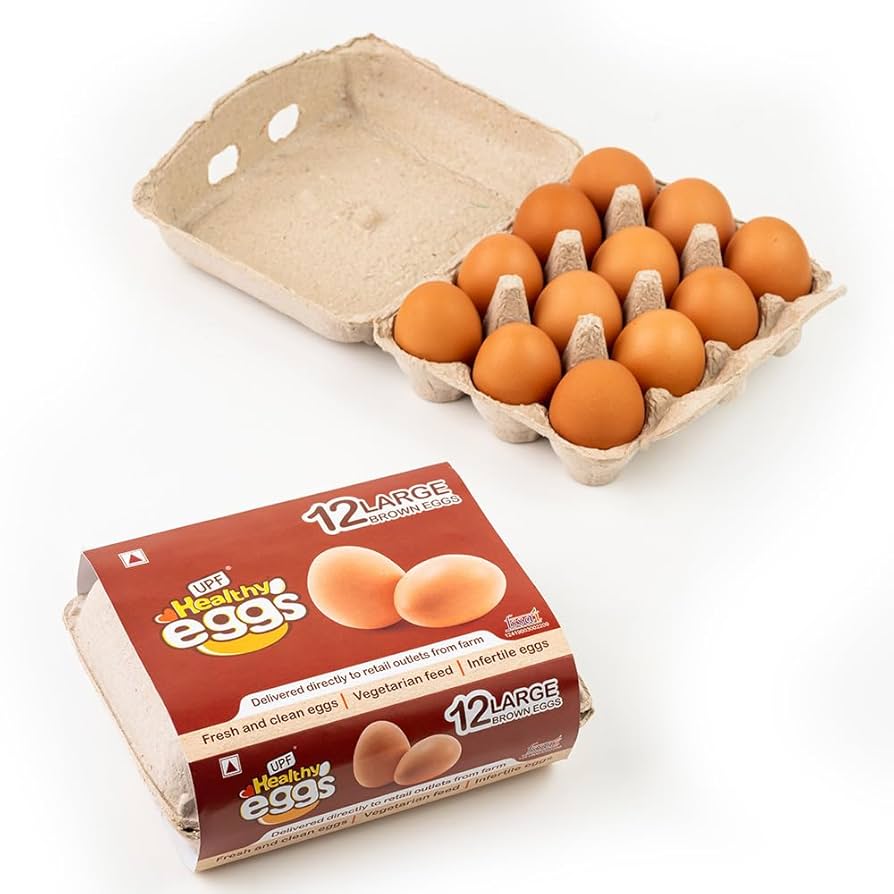 12 LARGE
BROWN EGGS
UPF
Healthy
eggs
fssai
12419003002209
Delivered directly to retail outlets from farm
Fresh and clean eggs | Vegetarian feed | Infertile eggs
12 LARGE
BROWN EGGS
UPF
Healthy
eggs
Delivered directly to retail outlets from farm
Fresh and clean eggs | Vegetarian feed | Infertile eggs